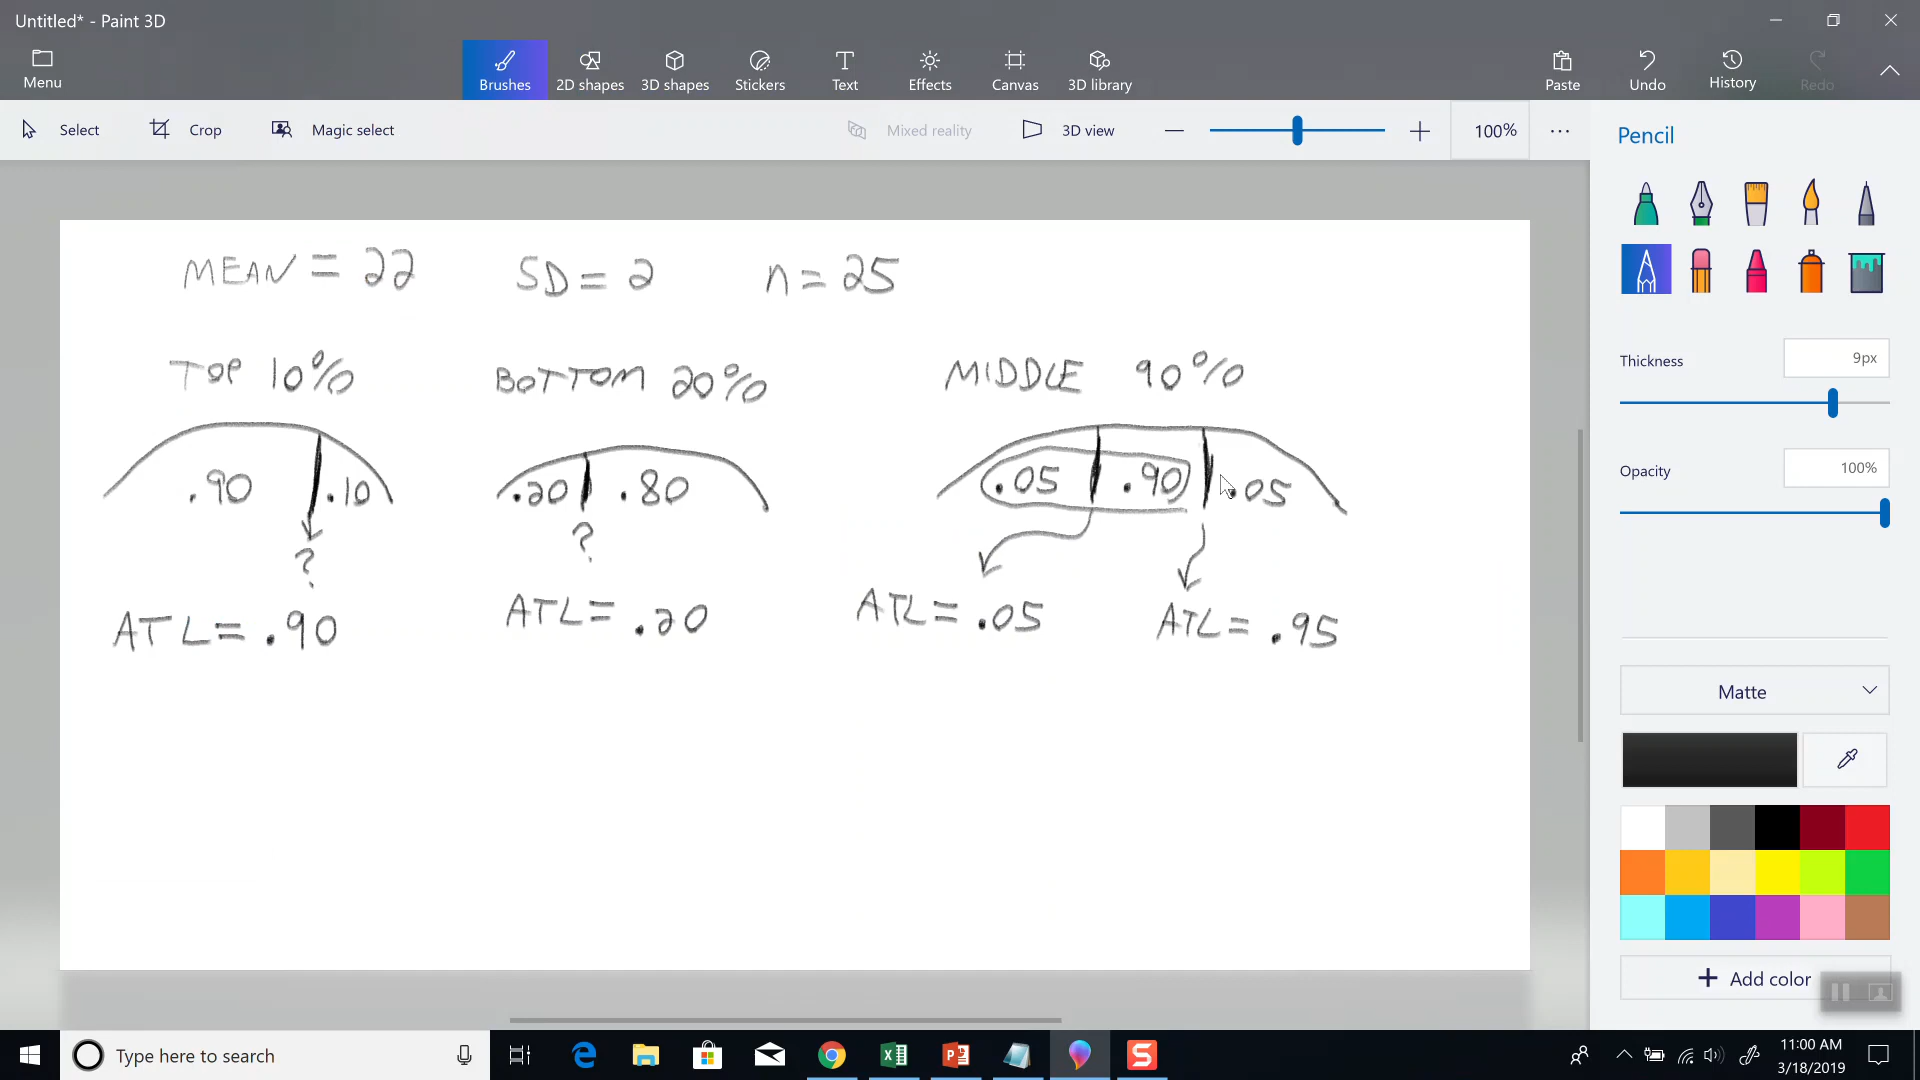 Untitled* - Paint 3D
Menu
Brushes 2D shapes 3D shapes Stickers Text Effects Canvas 3D library
Paste Undo History Redo
Select Crop Magic select Mixed reality 3D view 100%
Pencil
Thickness 9px
Opacity 100%
Matte
Add color
MEAN = 22 SD = 2 n = 25
TOP 10% BOTTOM 20% MIDDLE 90%
.90 .10 .20 .80 .05 .90 .05
? ?
ATL = .90 ATL = .20 ATL = .05 ATL = .95
Type here to search
11:00 AM
3/18/2019